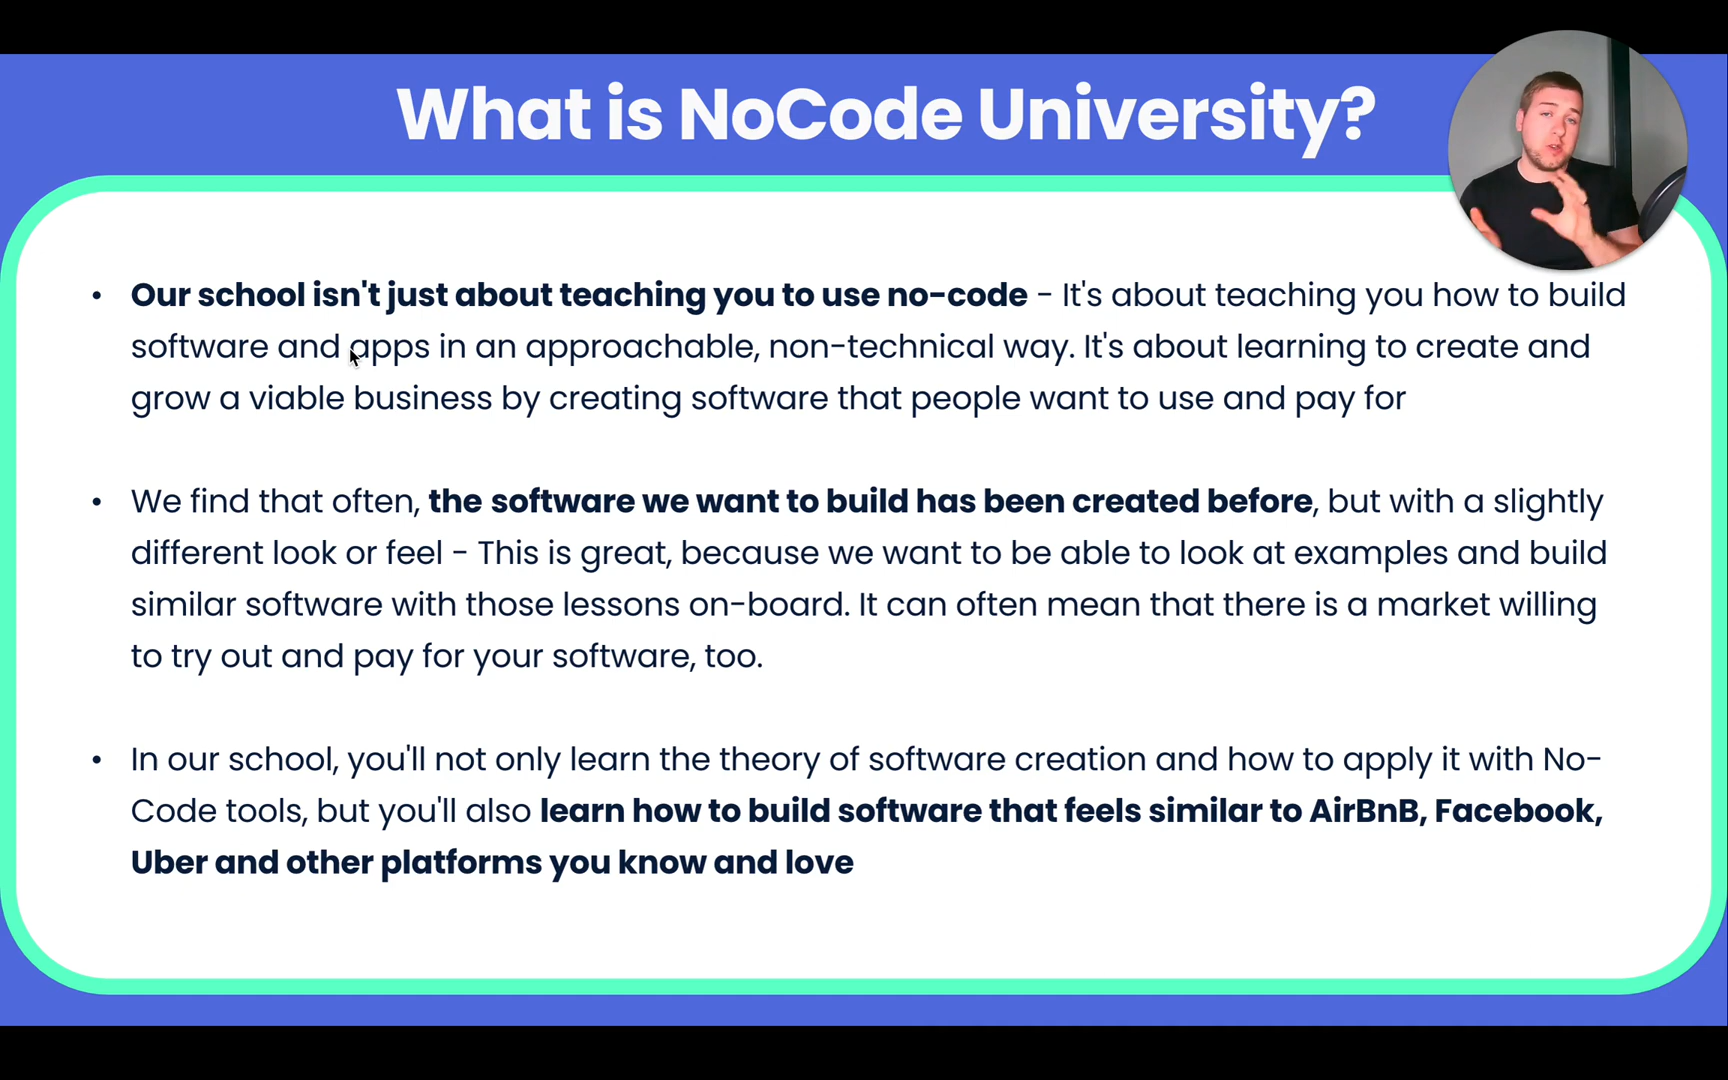 What is NoCode University?
• Our school isn't just about teaching you to use no-code - It's about teaching you how to build
software and apps in an approachable, non-technical way. It's about learning to create and
grow a viable business by creating software that people want to use and pay for
• We find that often, the software we want to build has been created before, but with a slightly
different look or feel - This is great, because we want to be able to look at examples and build
similar software with those lessons on-board. It can often mean that there is a market willing
to try out and pay for your software, too.
• In our school, you'll not only learn the theory of software creation and how to apply it with No-
Code tools, but you'll also learn how to build software that feels similar to AirBnB, Facebook,
Uber and other platforms you know and love